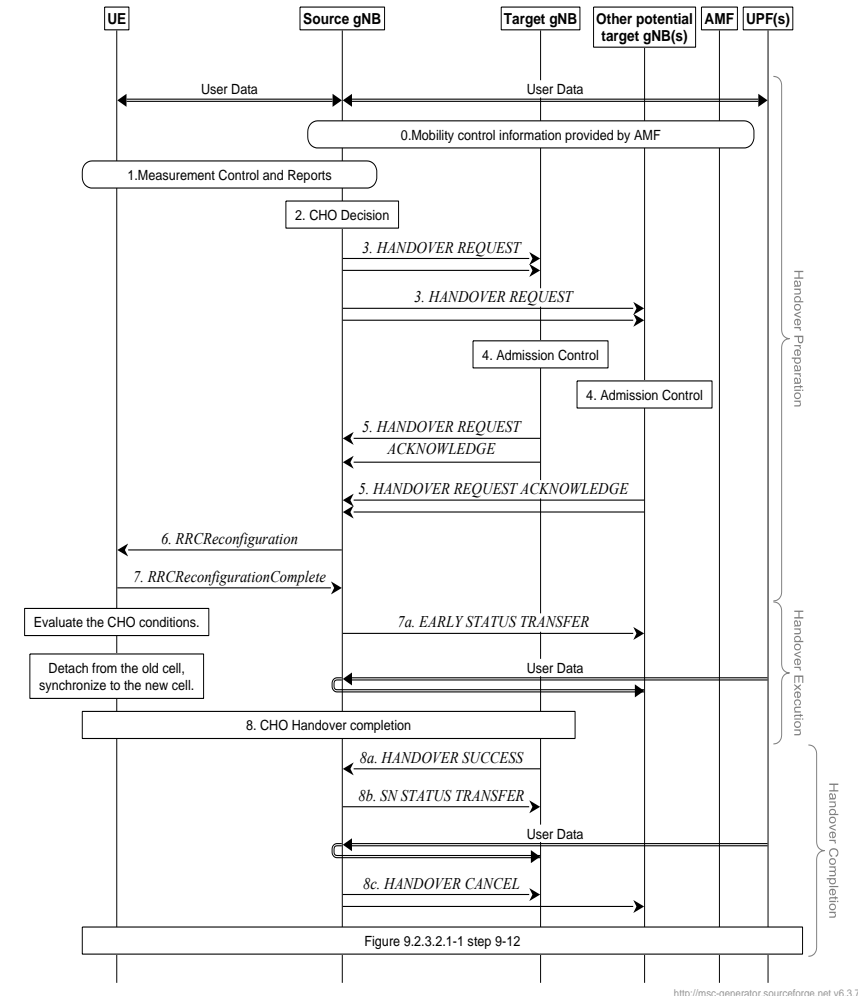 UE
Source gNB
Target gNB
Other potential
target gNB(s)
AMF
UPF(s)
User Data
User Data
0.Mobility control information provided by AMF
1.Measurement Control and Reports
2. CHO Decision
3. HANDOVER REQUEST
3. HANDOVER REQUEST
4. Admission Control
4. Admission Control
5. HANDOVER REQUEST
ACKNOWLEDGE
5. HANDOVER REQUEST ACKNOWLEDGE
6. RRCReconfiguration
7. RRCReconfigurationComplete
Handover Preparation
Evaluate the CHO conditions.
7a. EARLY STATUS TRANSFER
Detach from the old cell,
synchronize to the new cell.
User Data
8. CHO Handover completion
Handover Execution
8a. HANDOVER SUCCESS
8b. SN STATUS TRANSFER
User Data
8c. HANDOVER CANCEL
Handover Completion
Figure 9.2.3.2.1-1 step 9-12
http://msc-generator.sourceforge.net v6.3.7